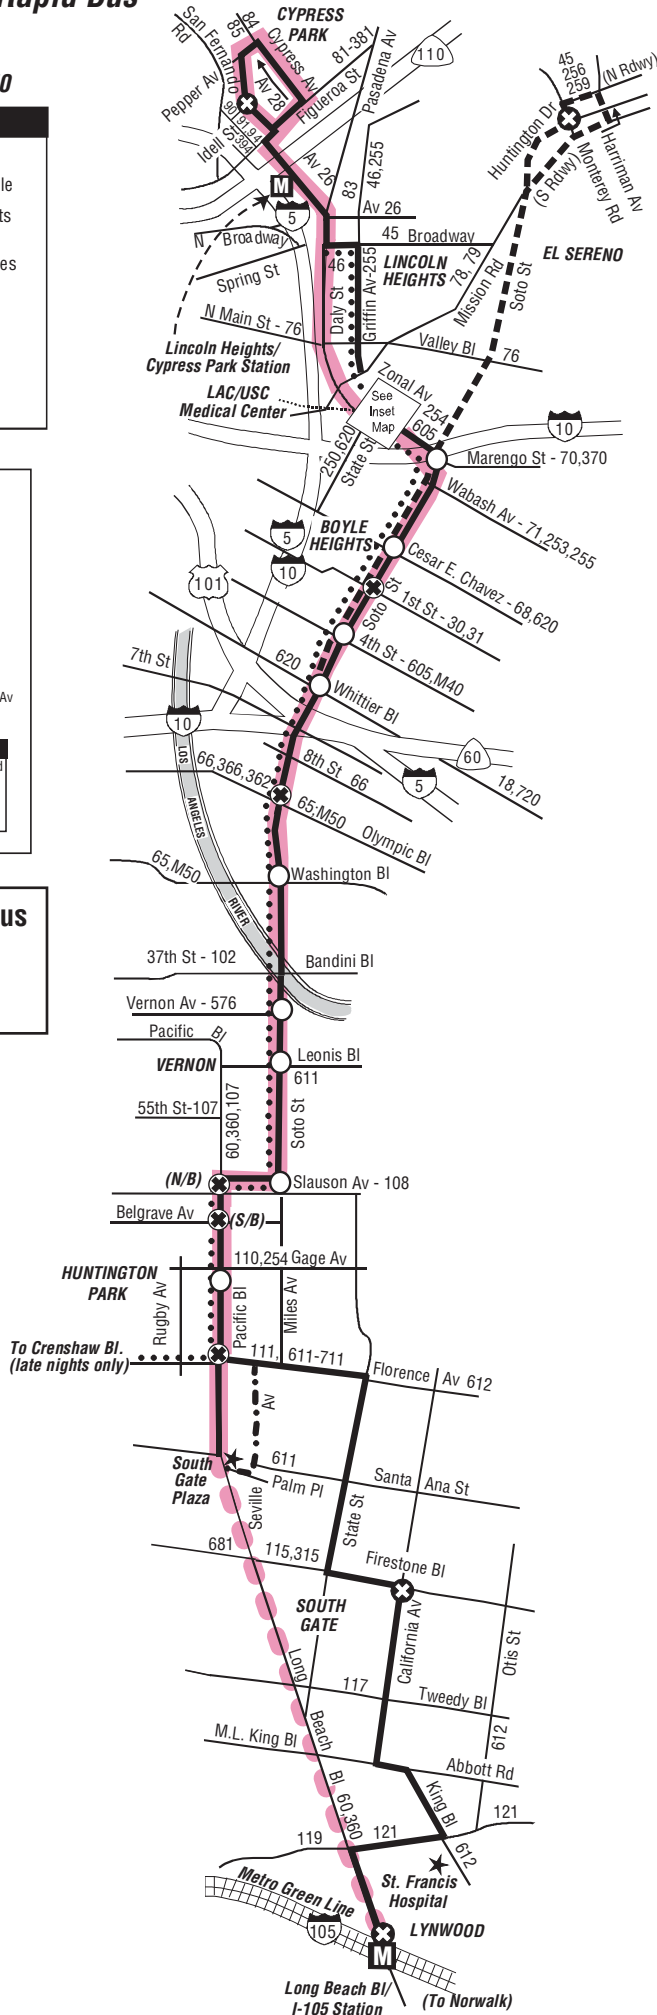 Rapid Bus
0
le
ts
es
Av
d
us
CYPRESS
PARK
San Fernando
Rd
85
84
Cypress Av
81-381
Pasadena Av
110
Pepper Av
Av 28
Figueroa St
90,91,94
Idell
Av 26
83
46,255
M
5
Av 26
45 Broadway
N Broadway
Spring St
46
Daly St
Griffin Av-255
LINCOLN
HEIGHTS
78, 79
Mission Rd
Soto St
EL SERENO
45
256
259
(N Rdwy)
Huntington Dr
(S Rdwy)
Monterey Rd
Harriman Av
N Main St - 76
Valley Bl
76
Lincoln Heights/
Cypress Park Station
LAC/USC
Medical Center
See
Inset
Map
Zonal Av
254
605
250,620
State St
10
Marengo St - 70,370
Wabash Av - 71,253,255
BOYLE
HEIGHTS
5
10
101
Cesar E. Chavez - 68,620
1st St - 30,31
Soto St
4th St - 605,M40
7th St
620
Whittier Bl
10
60
5
8th St 66
18,720
66,366,362
65;M50
Olympic Bl
LOS
ANGELES
RIVER
65,M50
Washington Bl
37th St - 102
Bandini Bl
Vernon Av - 576
Pacific Bl
VERNON
Leonis Bl
611
55th St-107
60,360,107
Soto St
(N/B)
Slauson Av - 108
Belgrave Av
(S/B)
110,254 Gage Av
HUNTINGTON
PARK
Rugby Av
Pacific Bl
Miles Av
To Crenshaw Bl.
(late nights only)
111, 611-711
Florence Av 612
Av
Seville
South
Gate
Plaza
611
Palm Pl
Santa Ana St
State St
681
115,315
Firestone Bl
SOUTH
GATE
California Av
Otis St
612
Long Beach Bl 60,360
117
Tweedy Bl
M.L. King Bl
Abbott Rd
King Bl
612
119
121
121
St. Francis
Hospital
Metro Green Line
105
LYNWOOD
M
Long Beach Bl/
I-105 Station
(To Norwalk)